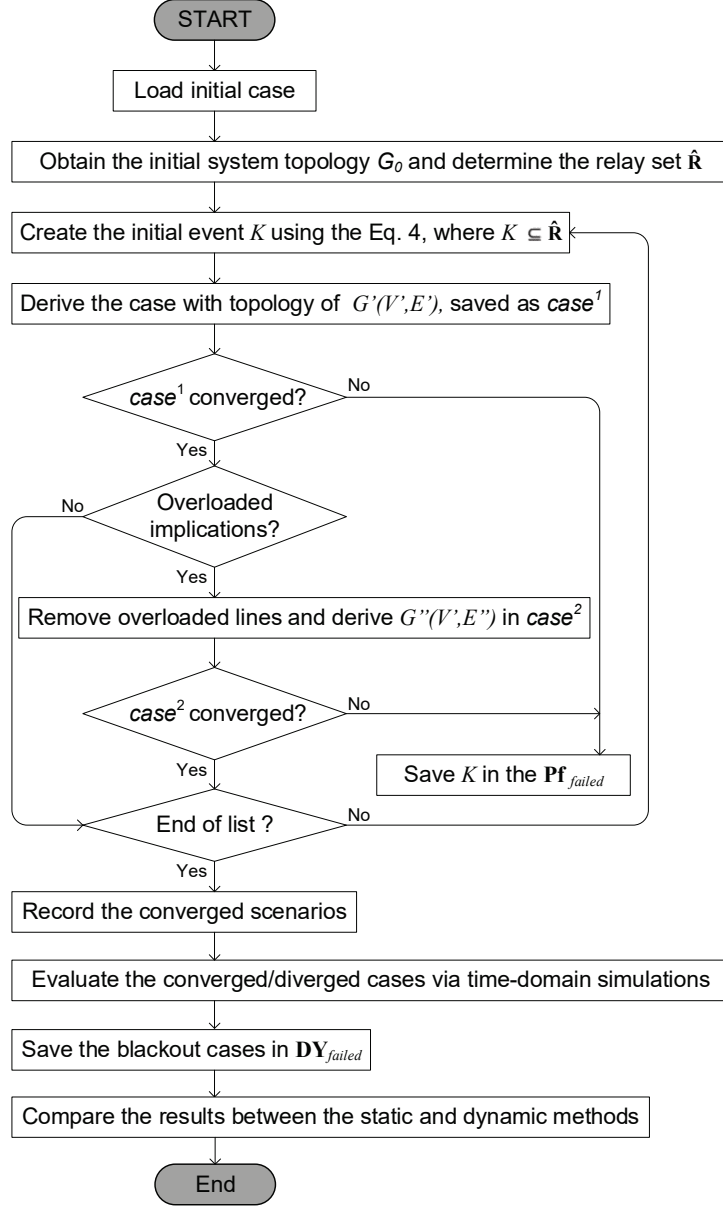 START
Load initial case
Obtain the initial system topology G₀ and determine the relay set R̂
Create the initial event K using the Eq. 4, where K ⊆ R̂
Derive the case with topology of G’(V’,E’), saved as case¹
case¹ converged?
No
Yes
No
Overloaded
implications?
Yes
Remove overloaded lines and derive G’’(V’,E’’) in case²
case² converged?
No
Yes
Save K in the Pf failed
End of list ?
No
Yes
Record the converged scenarios
Evaluate the converged/diverged cases via time-domain simulations
Save the blackout cases in DYfailed
Compare the results between the static and dynamic methods
End